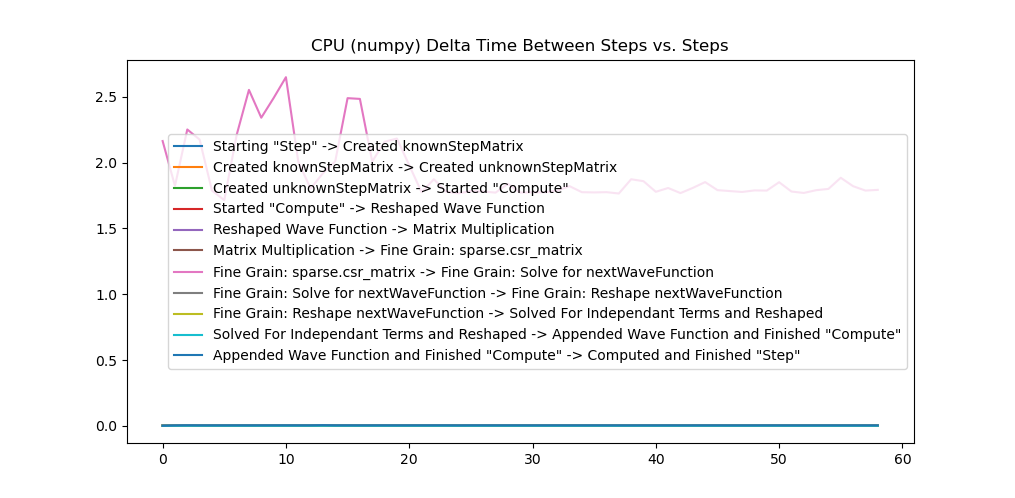 CPU (numpy) Delta Time Between Steps vs. Steps
2.5
2.0
1.5
1.0
0.5
0.0
Starting "Step" -> Created knownStepMatrix
Created knownStepMatrix -> Created unknownStepMatrix
Created unknownStepMatrix -> Started "Compute"
Started "Compute" -> Reshaped Wave Function
Reshaped Wave Function -> Matrix Multiplication
Matrix Multiplication -> Fine Grain: sparse.csr_matrix
Fine Grain: sparse.csr_matrix -> Fine Grain: Solve for nextWaveFunction
Fine Grain: Solve for nextWaveFunction -> Fine Grain: Reshape nextWaveFunction
Fine Grain: Reshape nextWaveFunction -> Solved For Independant Terms and Reshaped
Solved For Independant Terms and Reshaped -> Appended Wave Function and Finished "Compute"
Appended Wave Function and Finished "Compute" -> Computed and Finished "Step"
0 10 20 30 40 50 60